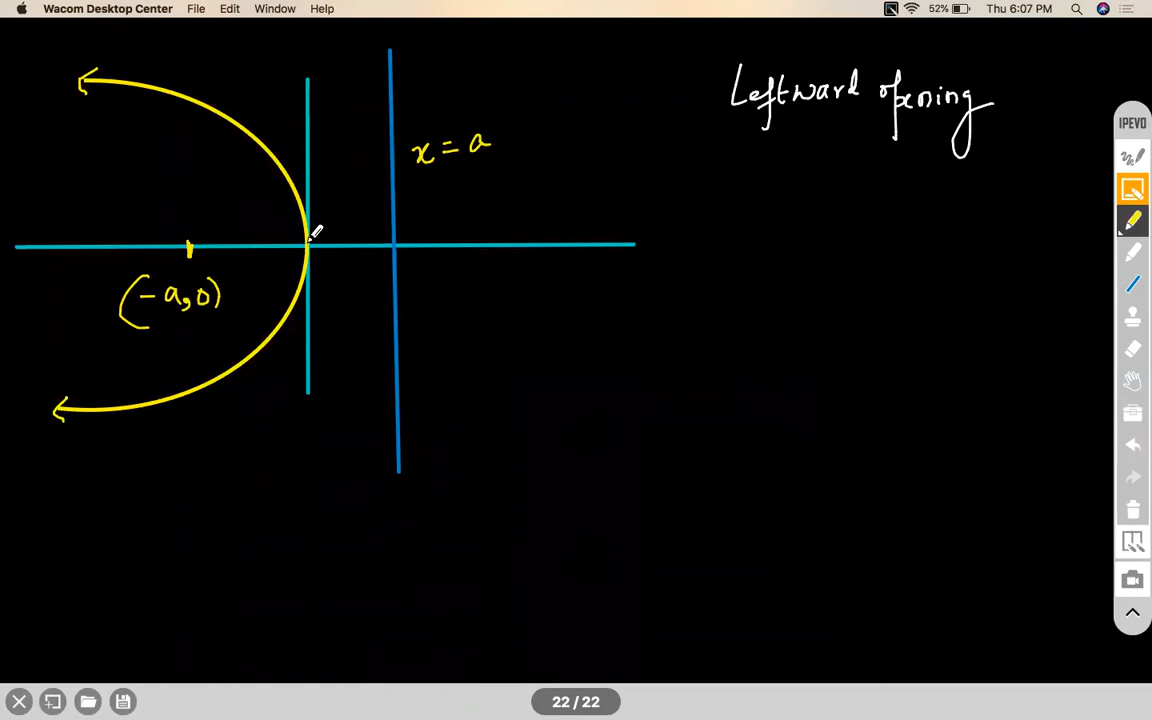 Wacom Desktop Center File Edit Window Help 52% Thu 6:07 PM
Leftward opening
IPEVO
x = a
(-a,0)
22 / 22